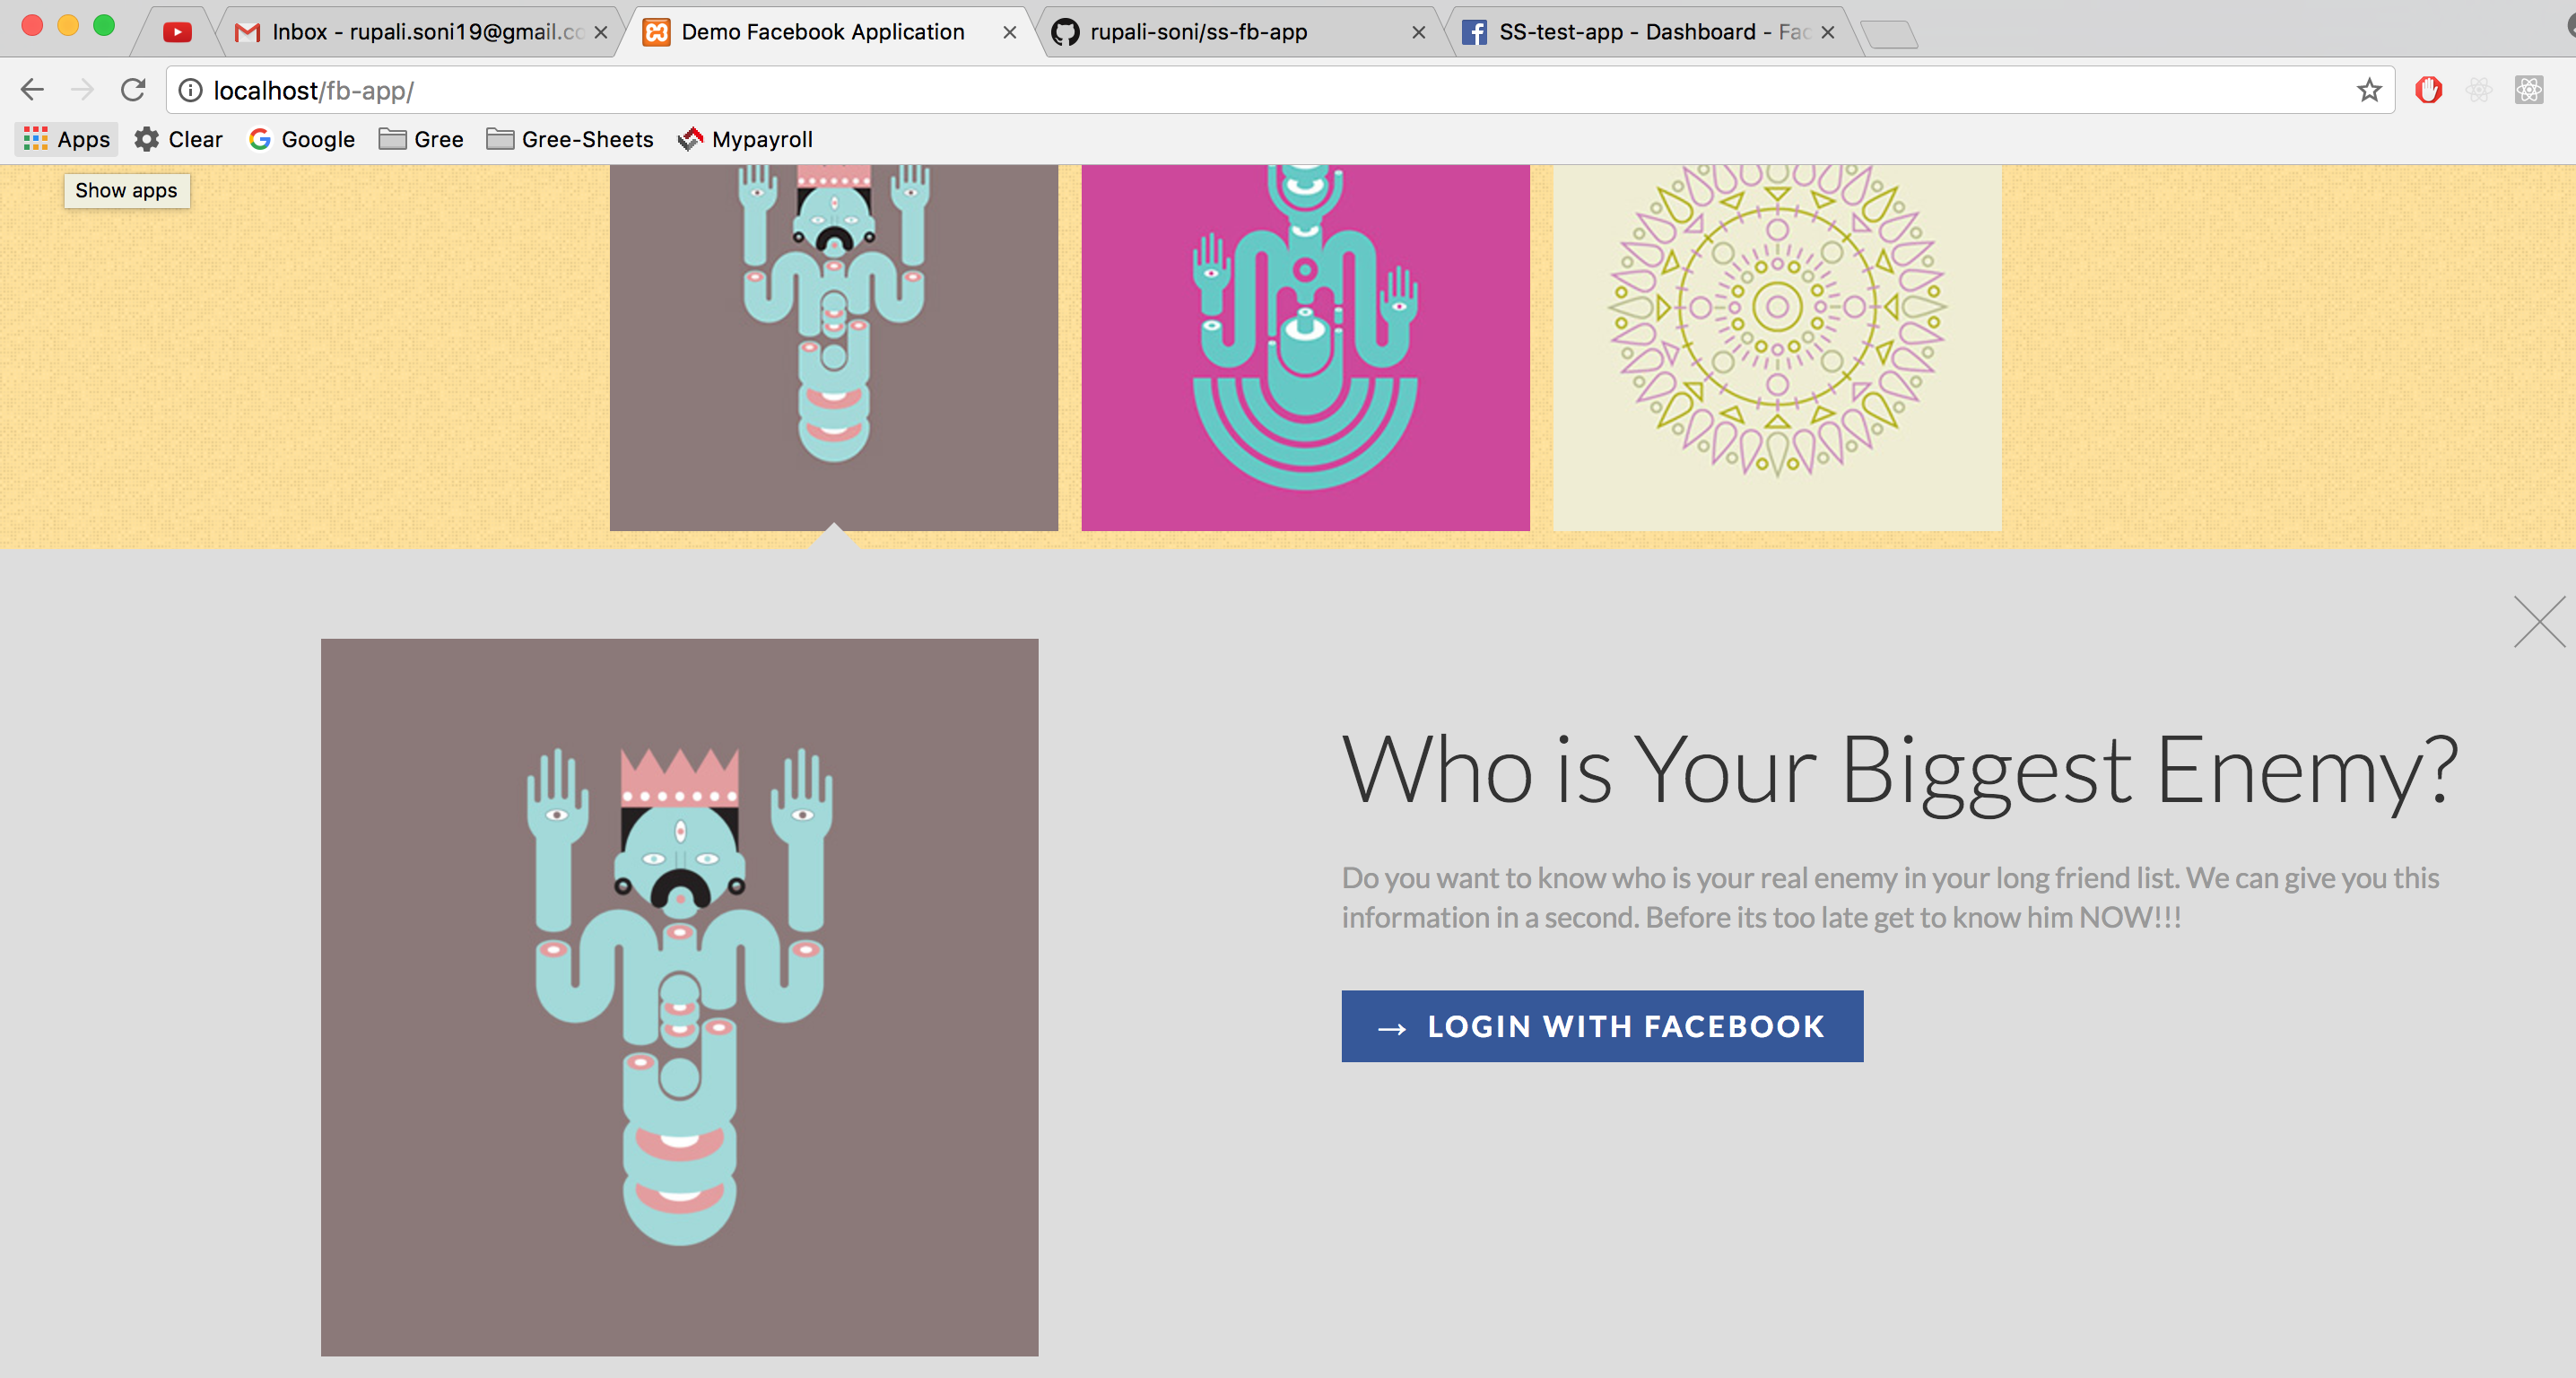 Inbox - rupali.soni19@gmail.co
Demo Facebook Application
rupali-soni/ss-fb-app
SS-test-app - Dashboard - Fac
localhost/fb-app/
Apps
Clear
Google
Gree
Gree-Sheets
Mypayroll
Show apps
Who is Your Biggest Enemy?
Do you want to know who is your real enemy in your long friend list. We can give you this
information in a second. Before its too late get to know him NOW!!!
→ LOGIN WITH FACEBOOK